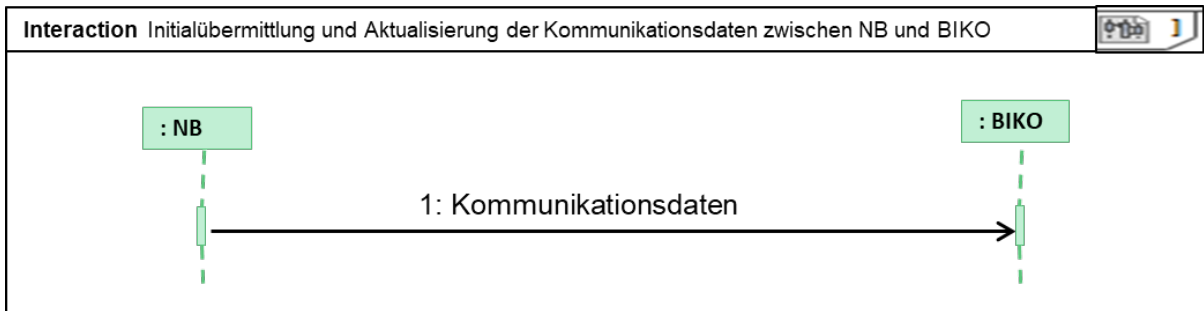 Interaction Initialübermittlung und Aktualisierung der Kommunikationsdaten zwischen NB und BIKO
: NB
: BIKO
1: Kommunikationsdaten